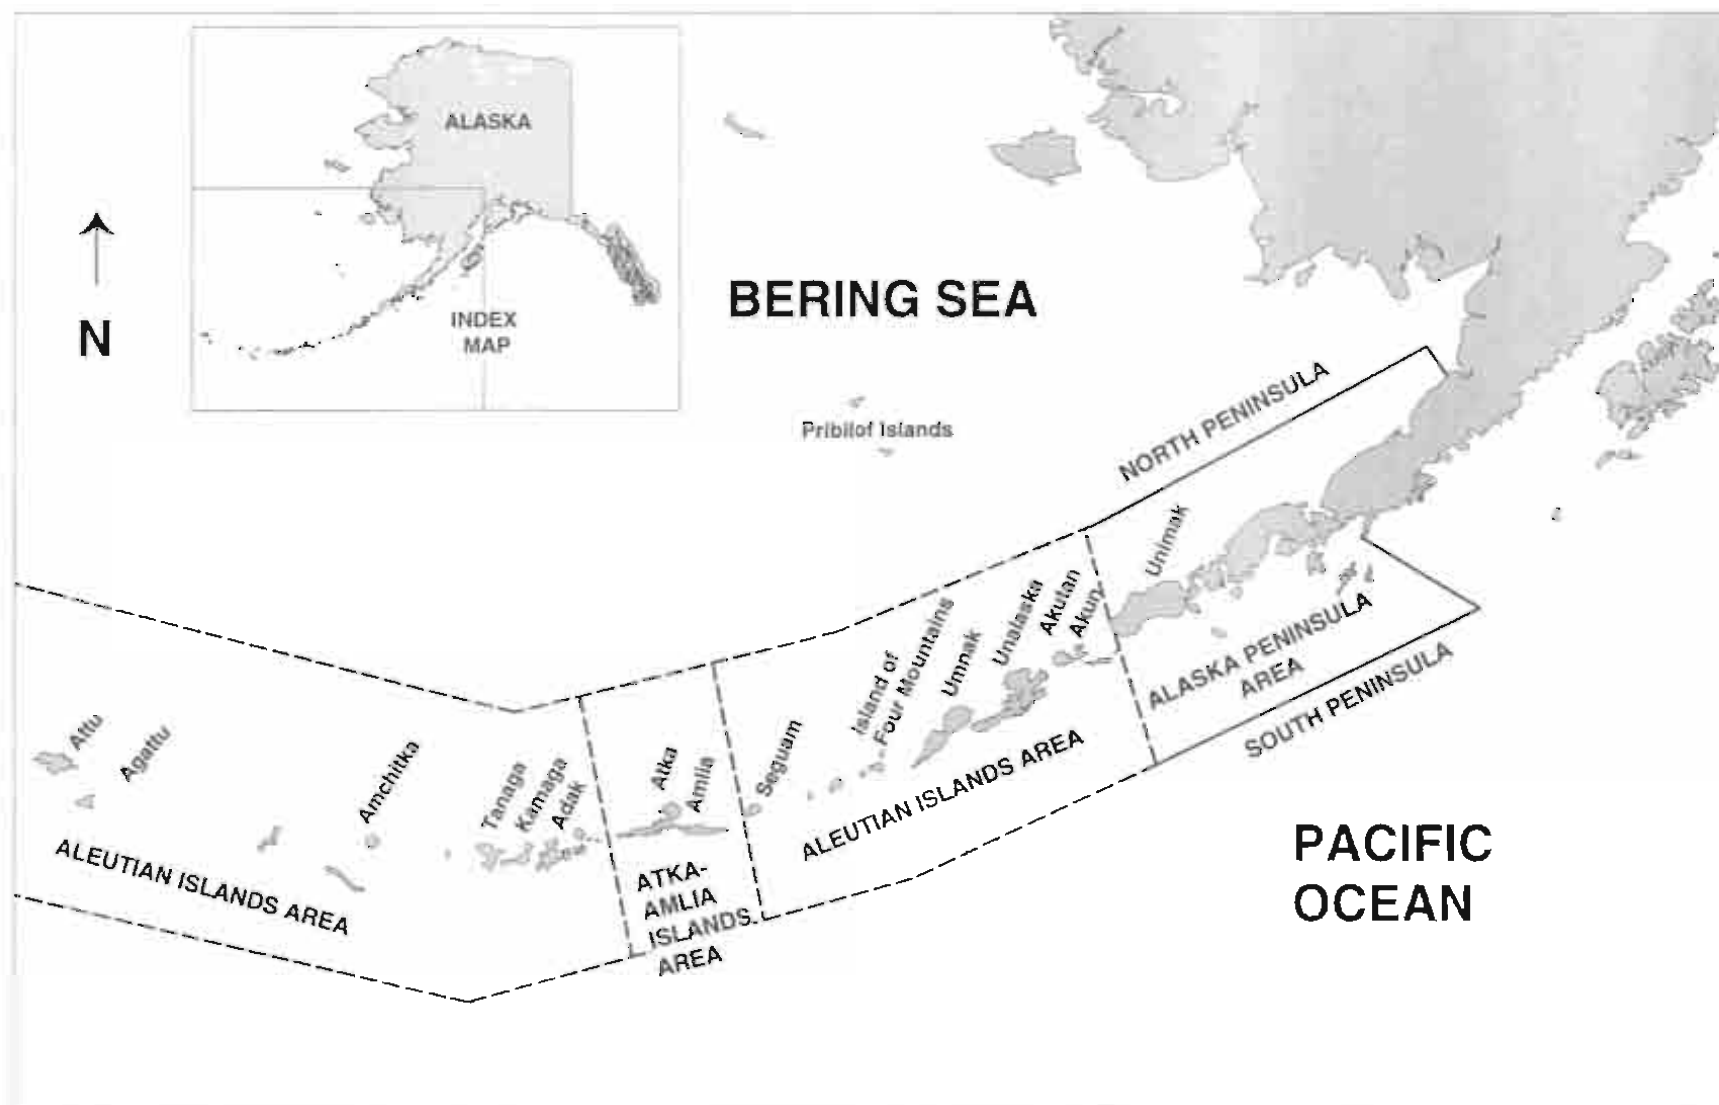 ALASKA
INDEX
MAP
N
BERING SEA
Pribilof Islands
NORTH PENINSULA
Unimak
Akun
Akutan
Unalaska
Umnak
Island of
Four Mountains
Seguam
Amlia
Atka
Adak
Kamaga
Tanaga
Amchitka
Agattu
Attu
ALASKA PENINSULA
AREA
SOUTH PENINSULA
ALEUTIAN ISLANDS AREA
ATKA-
AMLIA
ISLANDS
AREA
ALEUTIAN ISLANDS AREA
PACIFIC
OCEAN